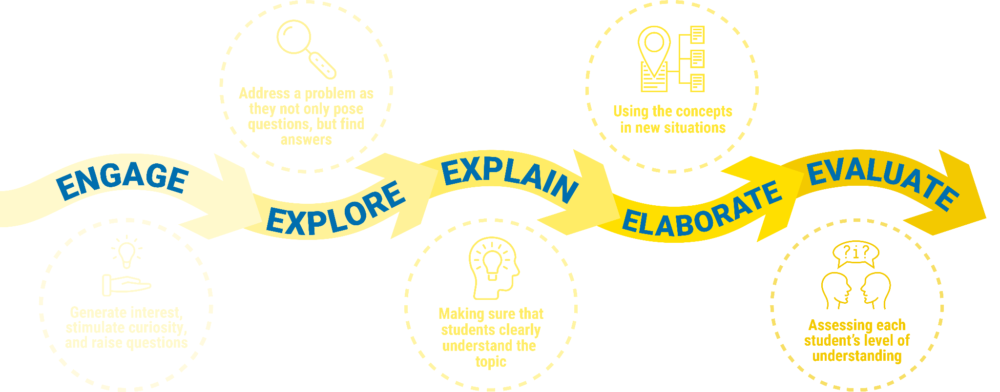 ENGAGE
Generate interest,
stimulate curiosity,
and raise questions
EXPLORE
Address a problem as
they not only pose
questions, but find
answers
EXPLAIN
Making sure that
students clearly
understand the
topic
ELABORATE
Using the concepts
in new situations
EVALUATE
?i?
Assessing each
student’s level of
understanding